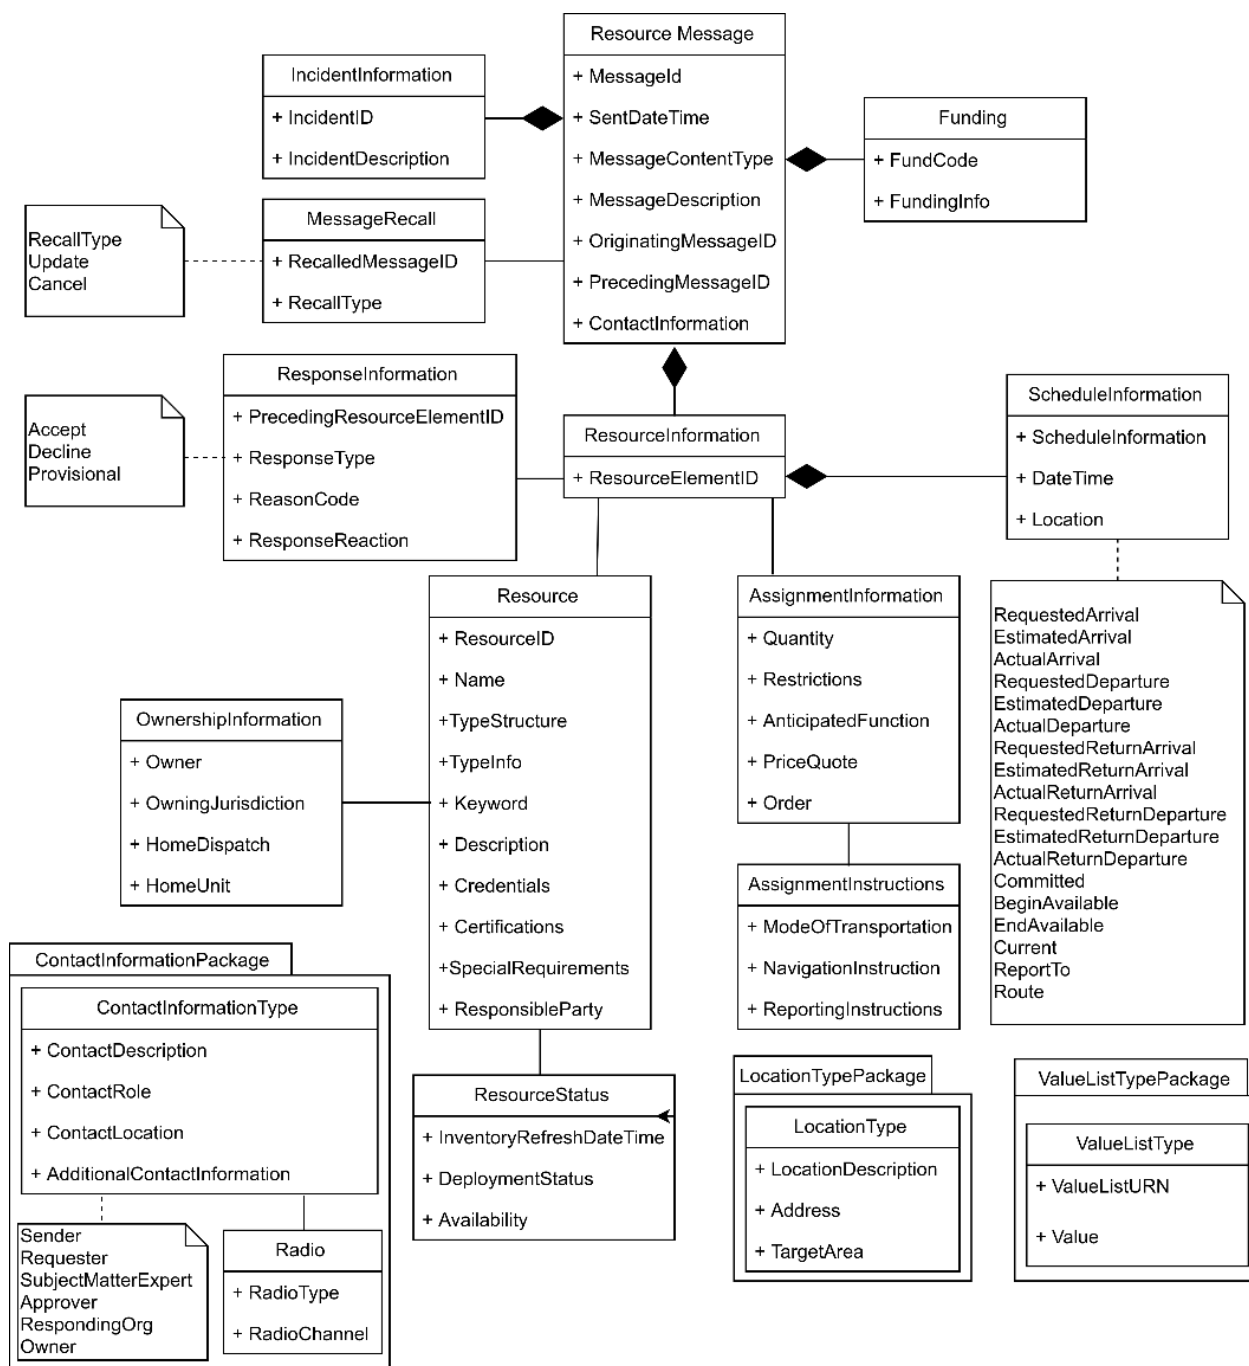 Resource Message
+ MessageId
+ SentDateTime
+ MessageContentType
+ MessageDescription
+ OriginatingMessageID
+ PrecedingMessageID
+ ContactInformation
IncidentInformation
+ IncidentID
+ IncidentDescription
Funding
+ FundCode
+ FundingInfo
MessageRecall
+ RecalledMessageID
+ RecallType
RecallType
Update
Cancel
ResponseInformation
+ PrecedingResourceElementID
+ ResponseType
+ ReasonCode
+ ResponseReaction
Accept
Decline
Provisional
ResourceInformation
+ ResourceElementID
ScheduleInformation
+ ScheduleInformation
+ DateTime
+ Location
RequestedArrival
EstimatedArrival
ActualArrival
RequestedDeparture
EstimatedDeparture
ActualDeparture
RequestedReturnArrival
EstimatedReturnArrival
ActualReturnArrival
RequestedReturnDeparture
EstimatedReturnDeparture
ActualReturnDeparture
Committed
BeginAvailable
EndAvailable
Current
ReportTo
Route
Resource
+ ResourceID
+ Name
+TypeStructure
+TypeInfo
+ Keyword
+ Description
+ Credentials
+ Certifications
+SpecialRequirements
+ ResponsibleParty
AssignmentInformation
+ Quantity
+ Restrictions
+ AnticipatedFunction
+ PriceQuote
+ Order
OwnershipInformation
+ Owner
+ OwningJurisdiction
+ HomeDispatch
+ HomeUnit
AssignmentInstructions
+ ModeOfTransportation
+ NavigationInstruction
+ ReportingInstructions
ContactInformationPackage
ContactInformationType
+ ContactDescription
+ ContactRole
+ ContactLocation
+ AdditionalContactInformation
Sender
Requester
SubjectMatterExpert
Approver
RespondingOrg
Owner
Radio
+ RadioType
+ RadioChannel
ResourceStatus
+ InventoryRefreshDateTime
+ DeploymentStatus
+ Availability
LocationTypePackage
LocationType
+ LocationDescription
+ Address
+ TargetArea
ValueListTypePackage
ValueListType
+ ValueListURN
+ Value